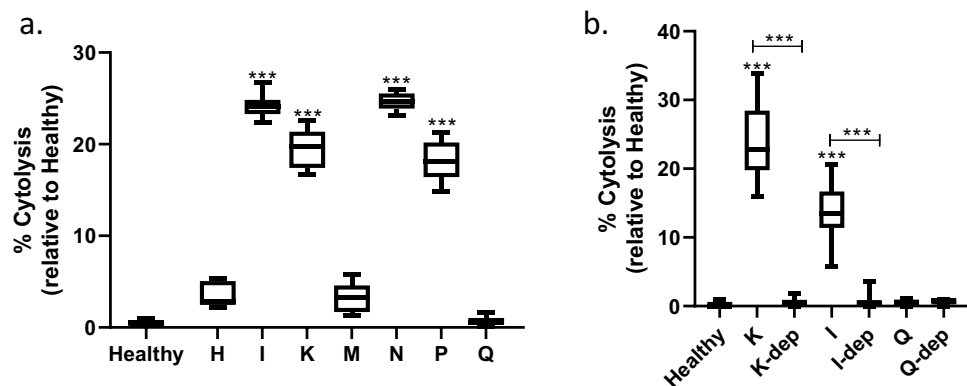 a.
% Cytolysis
(relative to Healthy)
30
20
10
0
***
***
***
***
Healthy H I K M N P Q
b.
% Cytolysis
(relative to Healthy)
40
30
20
10
0
***
***
***
***
Healthy K K-dep I I-dep Q Q-dep